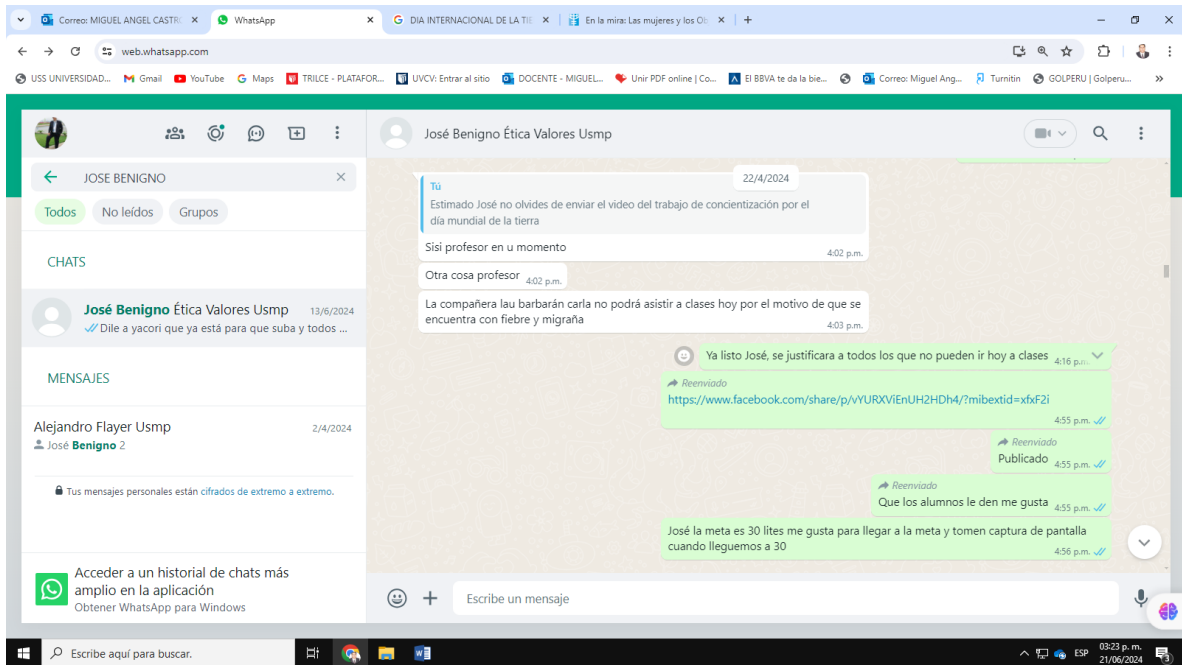 Correo: MIGUEL ANGEL CASTR
WhatsApp
DIA INTERNACIONAL DE LA TIE
En la mira: Las mujeres y los Ob
web.whatsapp.com
USS UNIVERSIDAD...
Gmail
YouTube
Maps
TRILCE - PLATAFOR...
UVCV: Entrar al sitio
DOCENTE - MIGUEL...
Unir PDF online | Co...
El BBVA te da la bie...
Correo: Miguel Ang...
Turnitin
GOLPERU | Golperu...
JOSE BENIGNO
Todos
No leídos
Grupos
CHATS
José Benigno Ética Valores Usmp
13/6/2024
Dile a yacori que ya está para que suba y todos ...
MENSAJES
Alejandro Flayer Usmp
2/4/2024
José Benigno 2
Tus mensajes personales están cifrados de extremo a extremo.
Acceder a un historial de chats más
amplio en la aplicación
Obtener WhatsApp para Windows
José Benigno Ética Valores Usmp
22/4/2024
Tú
Estimado José no olvides de enviar el video del trabajo de concientización por el
día mundial de la tierra
Sisi profesor en u momento
4:02 p.m.
Otra cosa profesor
4:02 p.m.
La compañera lau barbarán carla no podrá asistir a clases hoy por el motivo de que se
encuentra con fiebre y migraña
4:03 p.m.
Ya listo José, se justificara a todos los que no pueden ir hoy a clases
4:16 p.m.
Reenviado
https://www.facebook.com/share/p/vYURXViEnUH2HDh4/?mibextid=xfxF2i
4:55 p.m.
Reenviado
Publicado
4:55 p.m.
Reenviado
Que los alumnos le den me gusta
4:55 p.m.
José la meta es 30 lites me gusta para llegar a la meta y tomen captura de pantalla
cuando lleguemos a 30
4:56 p.m.
Escribe un mensaje
Escribe aquí para buscar.
ESP
03:23 p. m.
21/06/2024
3